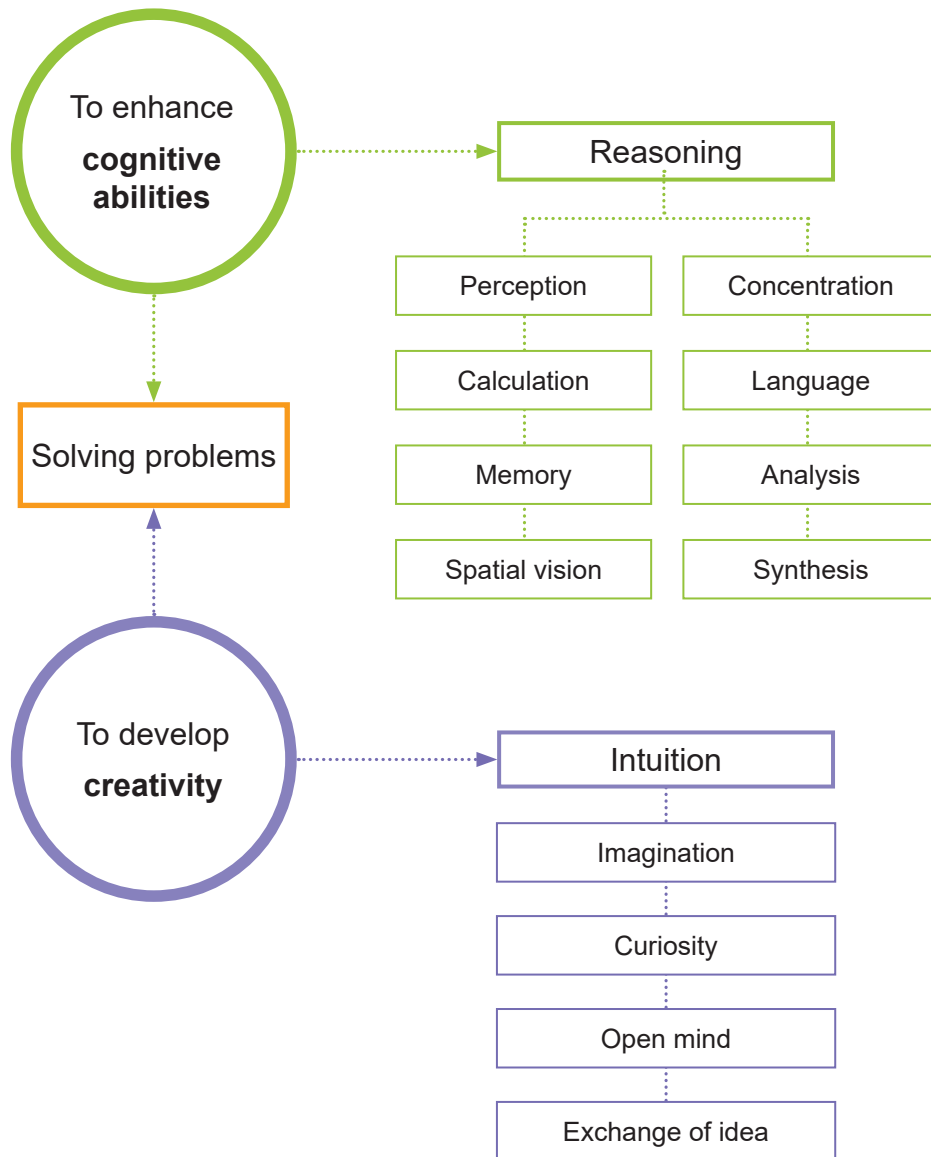 To enhance
cognitive
abilities
Reasoning
Perception
Concentration
Calculation
Language
Memory
Analysis
Spatial vision
Synthesis
Solving problems
To develop
creativity
Intuition
Imagination
Curiosity
Open mind
Exchange of idea